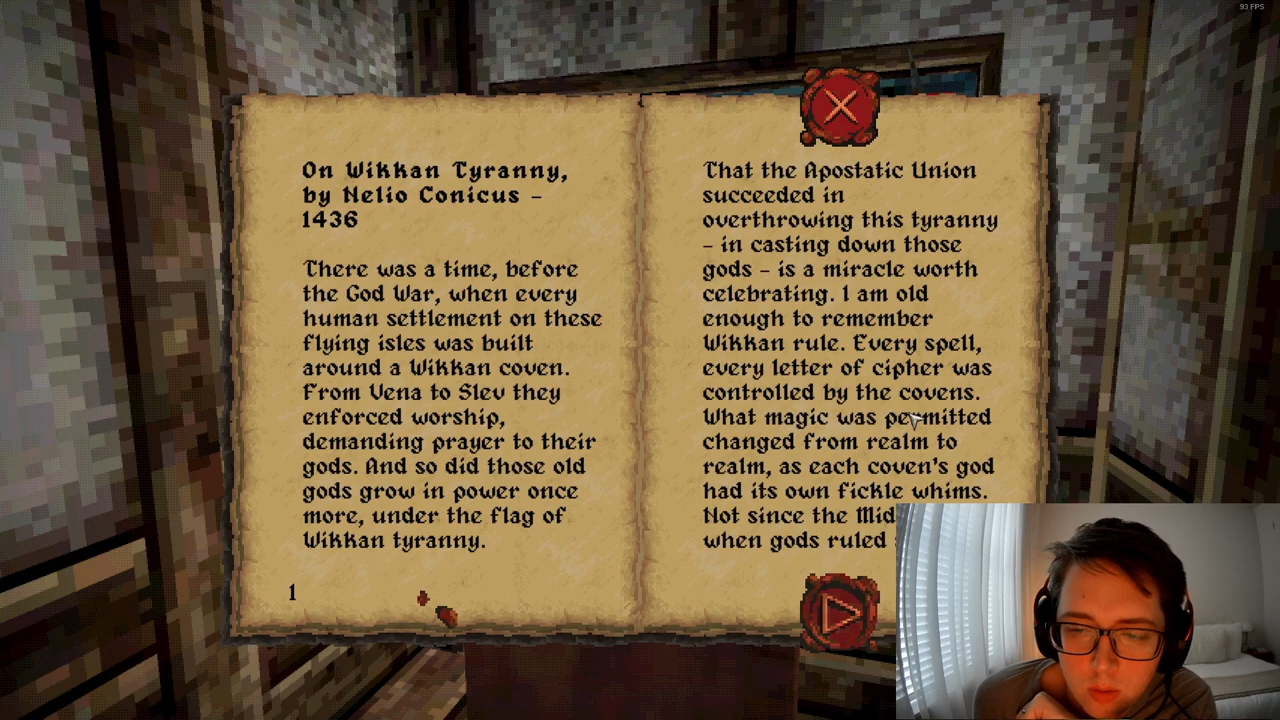 93 FPS
On Wikkan Tyranny,
by Nelio Conicus -
1436
There was a time, before
the God War, when every
human settlement on these
flying isles was built
around a Wikkan coven.
From Vena to Slev they
enforced worship,
demanding prayer to their
gods. And so did those old
gods grow in power once
more, under the flag of
Wikkan tyranny.
1
That the Apostatic Union
succeeded in
overthrowing this tyranny
- in casting down those
gods - is a miracle worth
celebrating. I am old
enough to remember
Wikkan rule. Every spell,
every letter of cipher was
controlled by the covens.
What magic was permitted
changed from realm to
realm, as each coven's god
had its own fickle whims.
Not since the Mid
when gods ruled